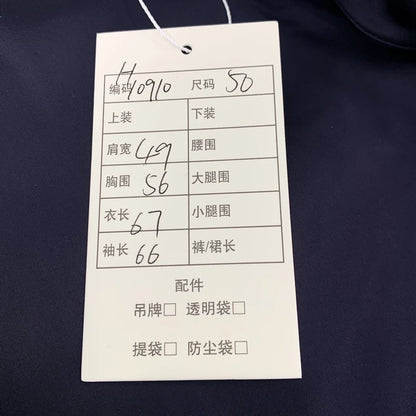 编码 H10910 尺码 50
上装 下装
肩宽 49 腰围
胸围 56 大腿围
衣长 67 小腿围
袖长 66 裤/裙长
配件
吊牌□ 透明袋□
提袋□ 防尘袋□